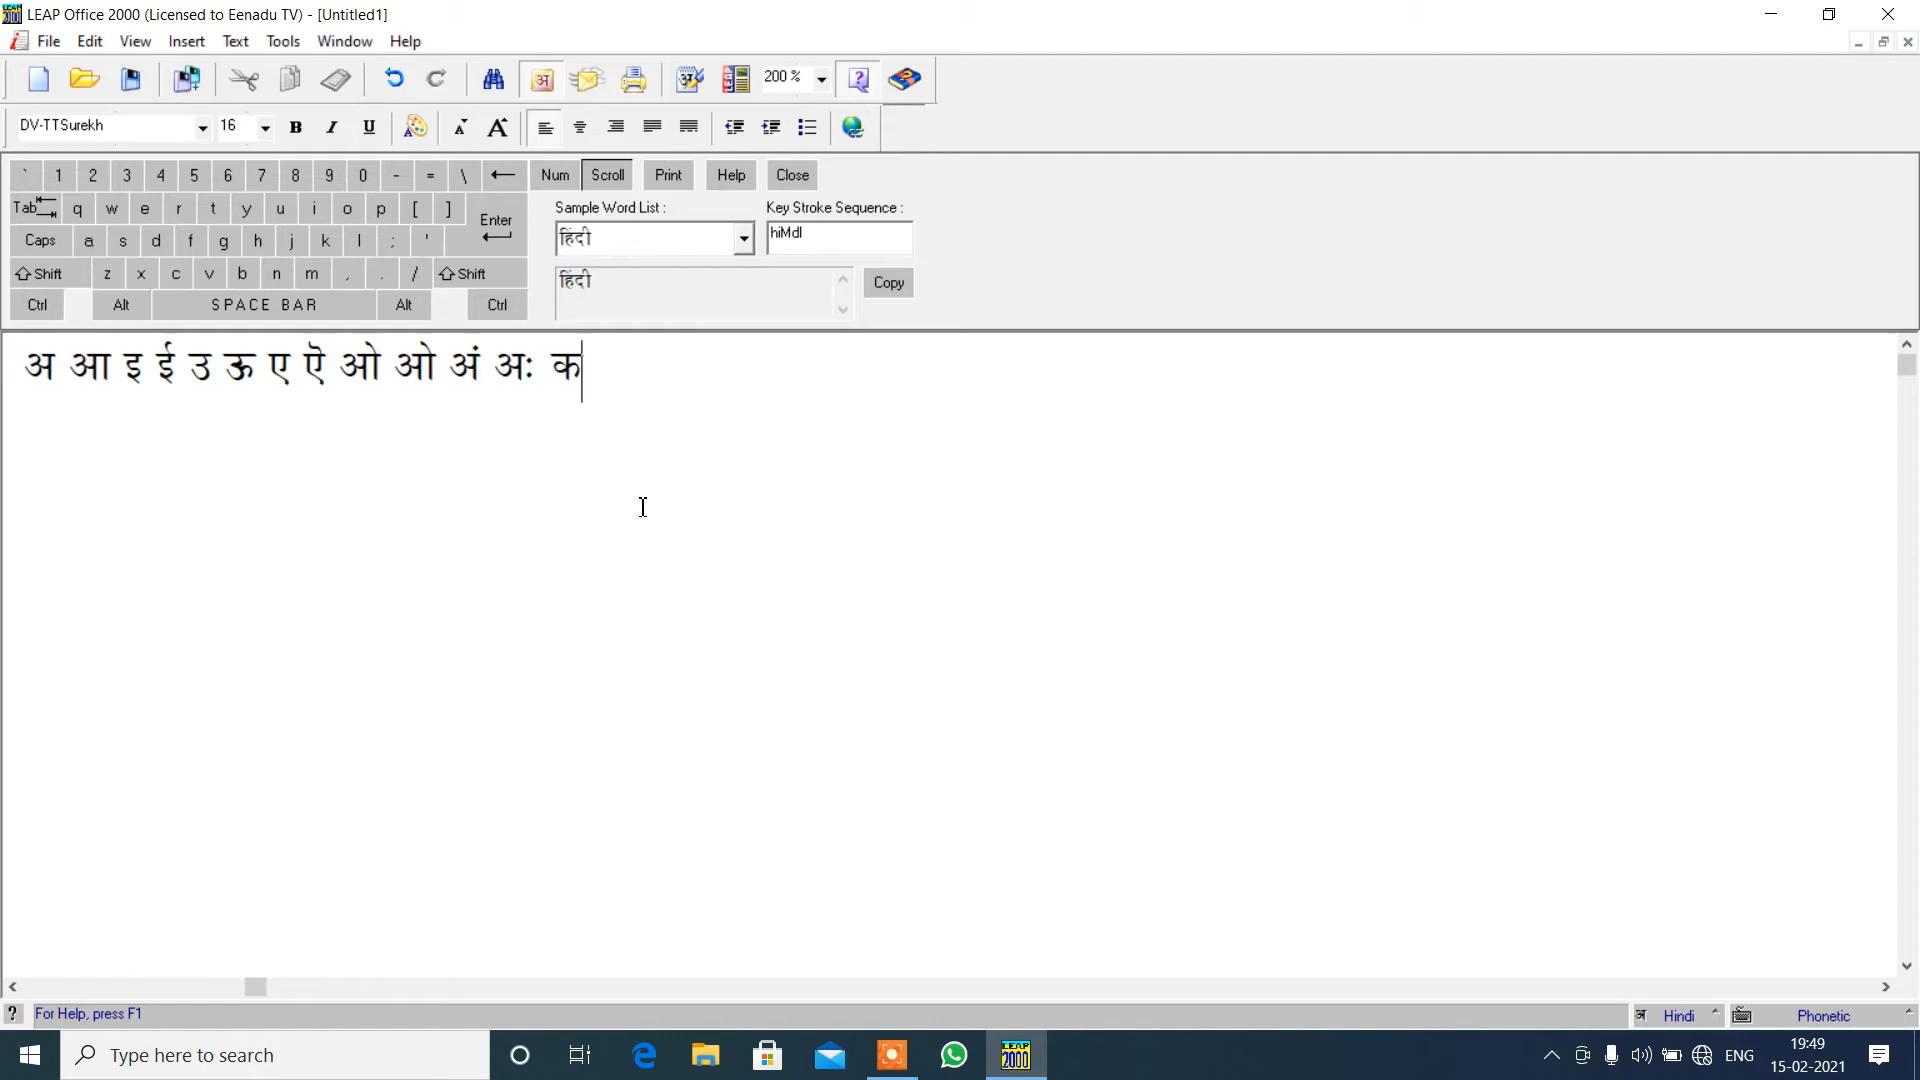 LEAP Office 2000 (Licensed to Eenadu TV) - [Untitled1]
File Edit View Insert Text Tools Window Help
200 %
DV-TTSurekh 16 B I U
` 1 2 3 4 5 6 7 8 9 0 - = \ Num Scroll Print Help Close
Tab q w e r t y u i o p [ ] Enter
Sample Word List : Key Stroke Sequence :
Caps a s d f g h j k l ; '
हिंदी hiMdI
Shift z x c v b n m , . / Shift
हिंदी Copy
Ctrl Alt SPACE BAR Alt Ctrl
अ आ इ ई उ ऊ ए ऐ ओ ओ अं अः क
? For Help, press F1 अ Hindi Phonetic
Type here to search LEAP 2000 ENG 19:49
15-02-2021